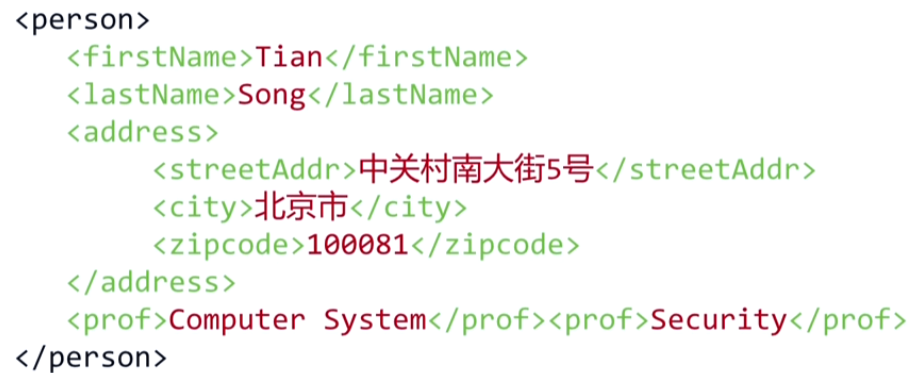 <person>
<firstName>Tian</firstName>
<lastName>Song</lastName>
<address>
<streetAddr>中关村南大街5号</streetAddr>
<city>北京市</city>
<zipcode>100081</zipcode>
</address>
<prof>Computer System</prof><prof>Security</prof>
</person>